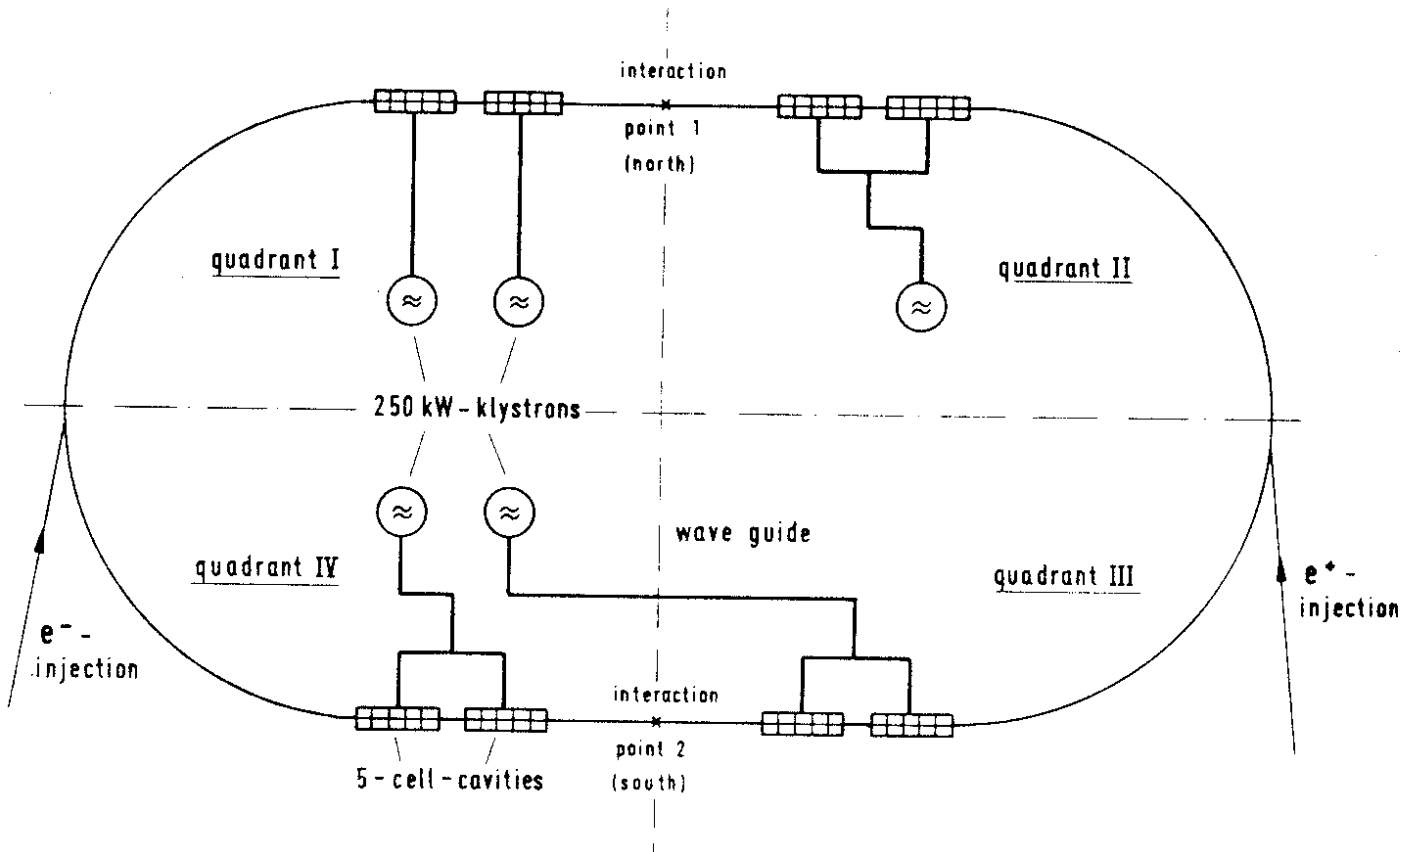 interaction
point 1
(north)
quadrant I
quadrant II
≈
≈
≈
250 kW-klystrons
≈
≈
wave guide
quadrant IV
quadrant III
e⁺-
injection
e⁻-
injection
interaction
point 2
(south)
5-cell-cavities